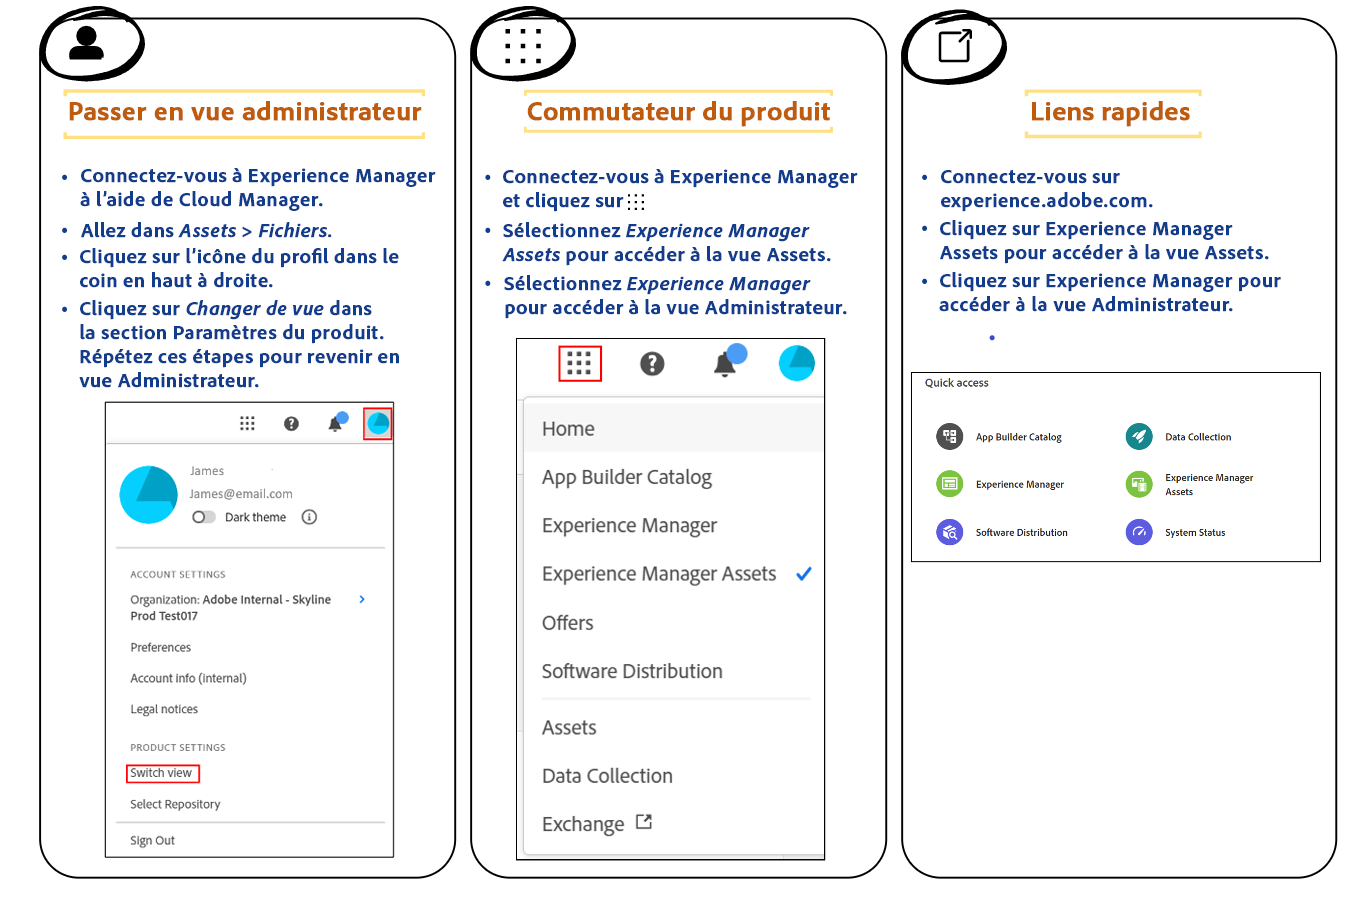 Passer en vue administrateur
• Connectez-vous à Experience Manager
à l'aide de Cloud Manager.
• Allez dans Assets > Fichiers.
• Cliquez sur l'icône du profil dans le
coin en haut à droite.
• Cliquez sur Changer de vue dans
la section Paramètres du produit.
Répétez ces étapes pour revenir en
vue Administrateur.
James
James@email.com
Dark theme
ACCOUNT SETTINGS
Organization: Adobe Internal - Skyline
Prod Test017
Preferences
Account info (internal)
Legal notices
PRODUCT SETTINGS
Switch view
Select Repository
Sign Out
Commutateur du produit
• Connectez-vous à Experience Manager
et cliquez sur
• Sélectionnez Experience Manager
Assets pour accéder à la vue Assets.
• Sélectionnez Experience Manager
pour accéder à la vue Administrateur.
Home
App Builder Catalog
Experience Manager
Experience Manager Assets
Offers
Software Distribution
Assets
Data Collection
Exchange
Liens rapides
• Connectez-vous sur
experience.adobe.com.
• Cliquez sur Experience Manager
Assets pour accéder à la vue Assets.
• Cliquez sur Experience Manager pour
accéder à la vue Administrateur.
•
Quick access
App Builder Catalog
Data Collection
Experience Manager
Experience Manager
Assets
Software Distribution
System Status